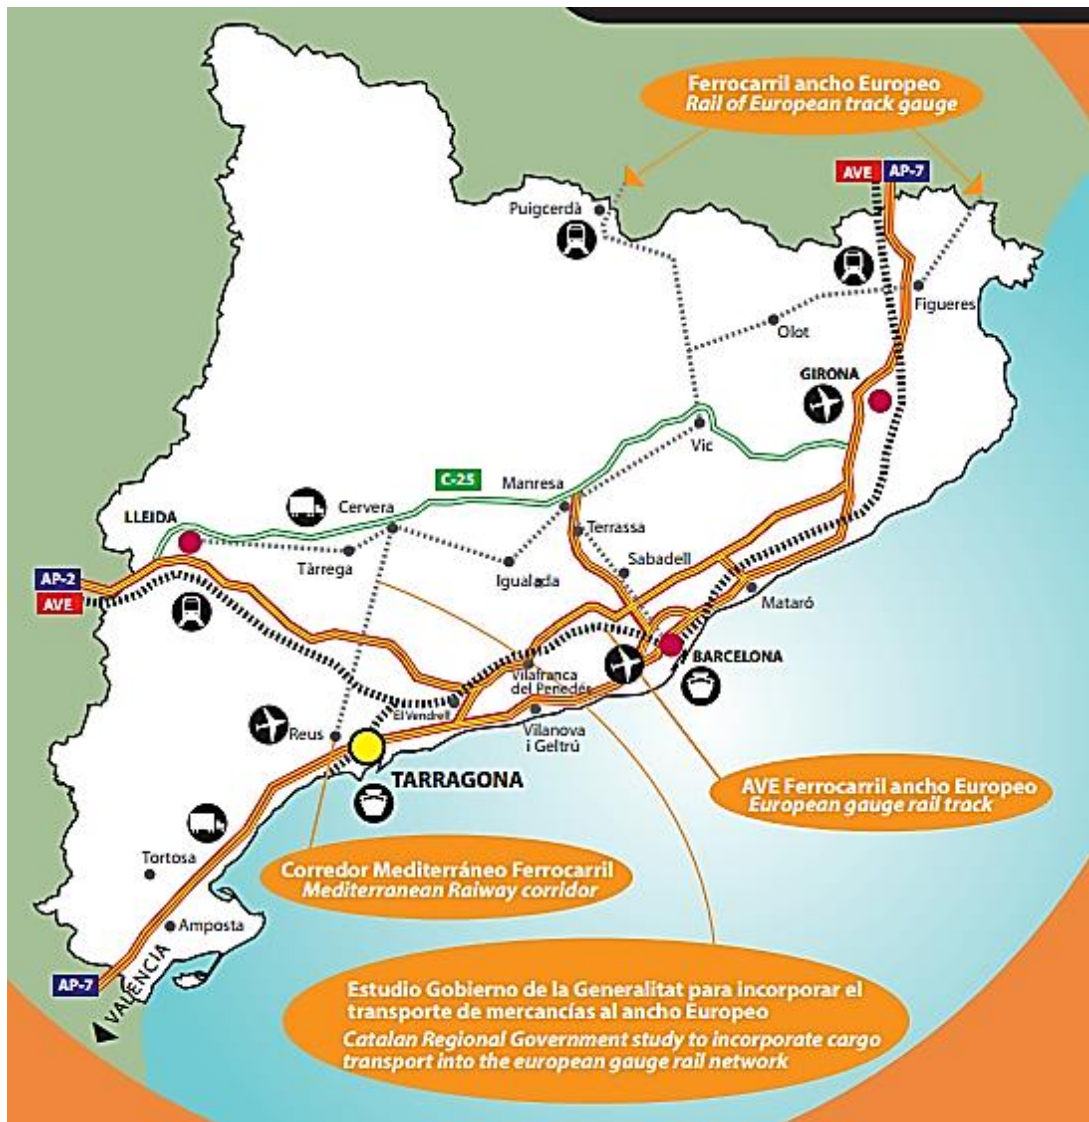 Ferrocarril ancho Europeo
Rail of European track gauge
AVE
AP-7
Puigcerdà
Figueres
Olot
GIRONA
Vic
C-25
Manresa
Cervera
LLEIDA
Terrassa
Sabadell
Tàrrega
Igualada
AP-2
AVE
Mataró
BARCELONA
Vilafranca
del Penedés
El Vendrell
Vilanova
i Geltrú
Reus
TARRAGONA
AVE Ferrocarril ancho Europeo
European gauge rail track
Tortosa
Corredor Mediterráneo Ferrocarril
Mediterranean Raiway corridor
Amposta
VALENCIA
AP-7
Estudio Gobierno de la Generalitat para incorporar el
transporte de mercancías al ancho Europeo
Catalan Regional Government study to incorporate cargo
transport into the european gauge rail network